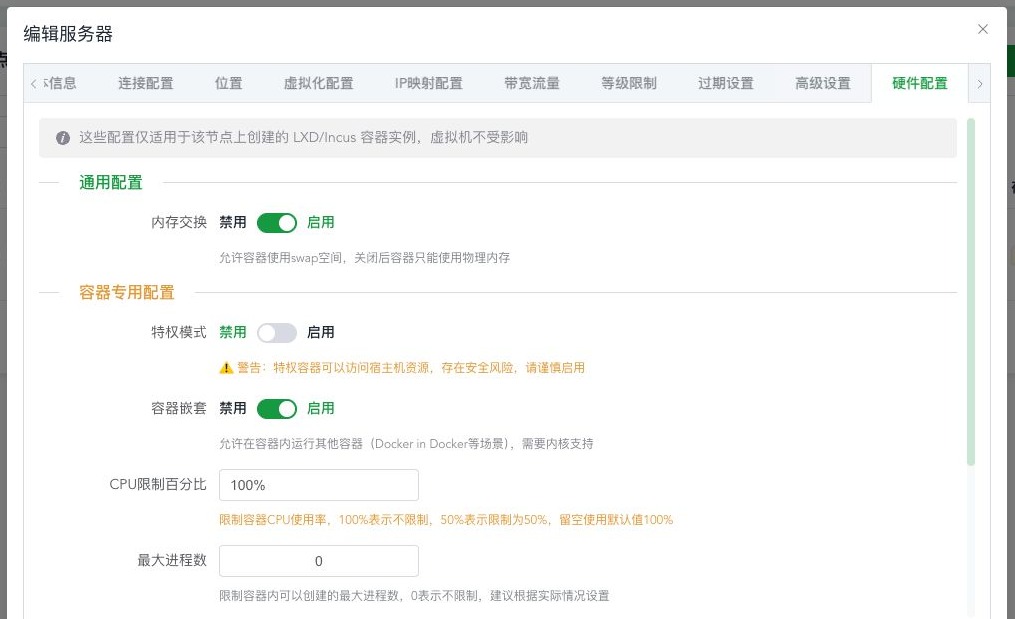 编辑服务器
信息 连接配置 位置 虚拟化配置 IP映射配置 带宽流量 等级限制 过期设置 高级设置 硬件配置
这些配置仅适用于该节点上创建的 LXD/Incus 容器实例，虚拟机不受影响
通用配置
内存交换 禁用 启用
允许容器使用swap空间，关闭后容器只能使用物理内存
容器专用配置
特权模式 禁用 启用
警告：特权容器可以访问宿主机资源，存在安全风险，请谨慎启用
容器嵌套 禁用 启用
允许在容器内运行其他容器（Docker in Docker等场景），需要内核支持
CPU限制百分比 100%
限制容器CPU使用率，100%表示不限制，50%表示限制为50%，留空使用默认值100%
最大进程数 0
限制容器内可以创建的最大进程数，0表示不限制，建议根据实际情况设置